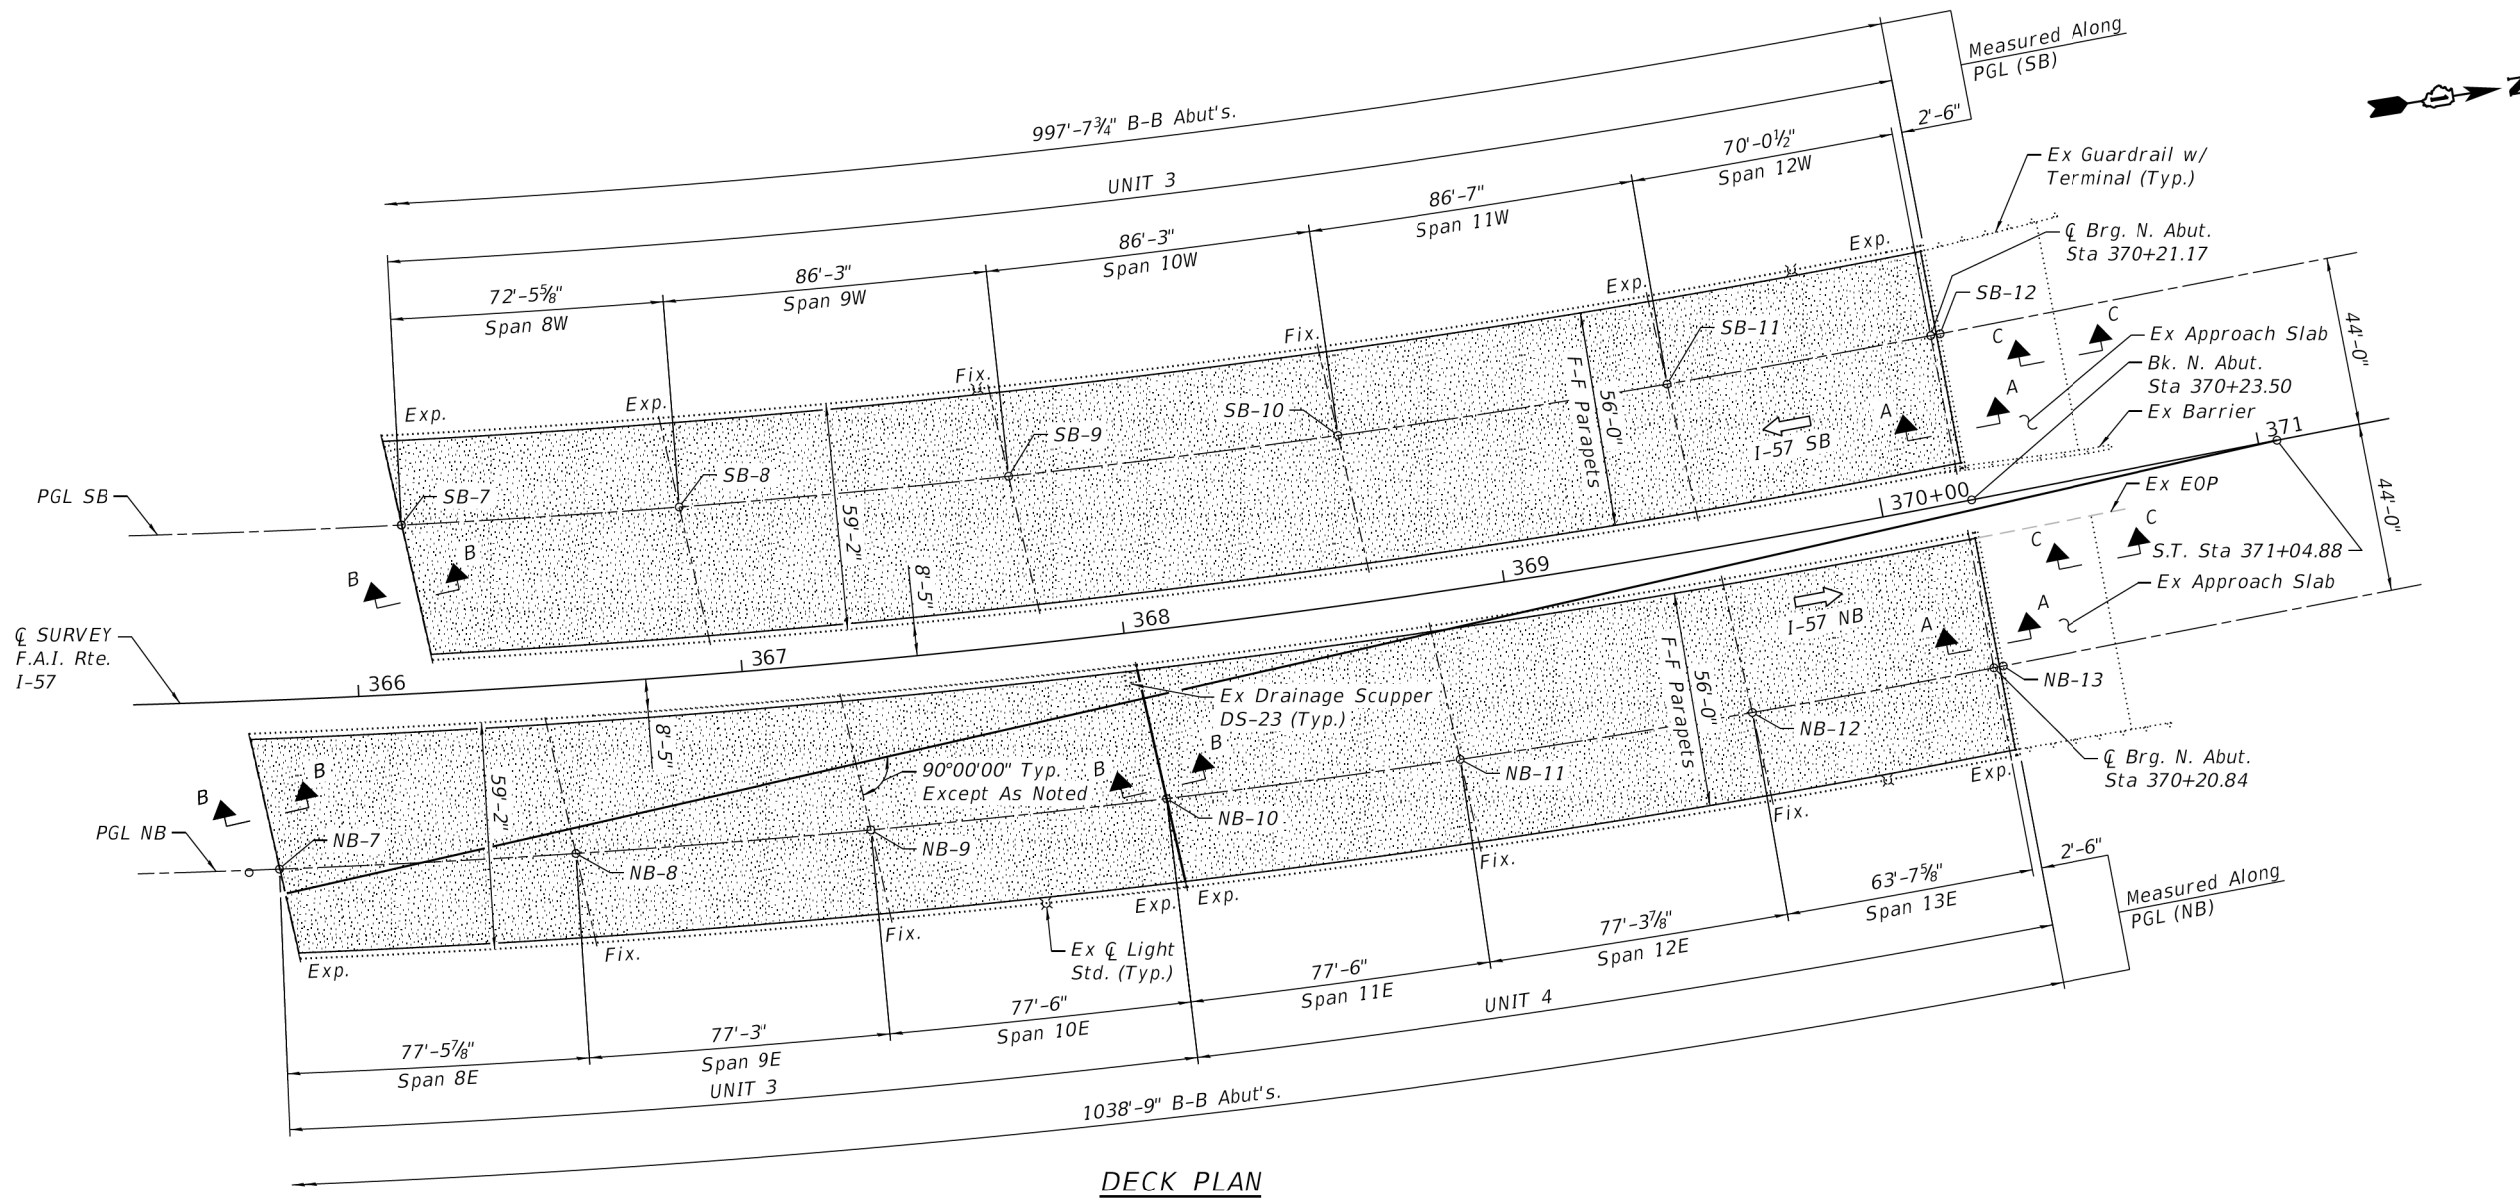 Measured Along
PGL (SB)
N
997'-7¾" B-B Abut's.
2'-6"
UNIT 3
70'-0½"
Span 12W
86'-7"
Span 11W
86'-3"
Span 10W
86'-3"
Span 9W
72'-5⅝"
Span 8W
Ex Guardrail w/
Terminal (Typ.)
℄ Brg. N. Abut.
Sta 370+21.17
Exp.
Exp.
Fix.
Fix.
Exp.
Exp.
SB-12
SB-11
SB-10
SB-9
SB-8
SB-7
C
C
A
A
Ex Approach Slab
Bk. N. Abut.
Sta 370+23.50
Ex Barrier
44'-0"
44'-0"
F-F Parapets
56'-0"
I-57 SB
59'-2"
8'-5"
PGL SB
B
B
℄ SURVEY
F.A.I. Rte.
I-57
366
367
368
369
370+00
371
Ex EOP
C
C
S.T. Sta 371+04.88
Ex Approach Slab
A
A
I-57 NB
F-F Parapets
56'-0"
Ex Drainage Scupper
DS-23 (Typ.)
8'-5"
59'-2"
90°00'00" Typ.
Except As Noted
B
B
B
B
PGL NB
NB-7
NB-8
NB-9
NB-10
NB-11
NB-12
NB-13
℄ Brg. N. Abut.
Sta 370+20.84
Exp.
Fix.
Fix.
Exp.
Exp.
Fix.
Fix.
Exp.
Ex ℄ Light
Std. (Typ.)
77'-5⅞"
Span 8E
77'-3'
Span 9E
77'-6"
Span 10E
77'-6"
Span 11E
77'-3⅞"
Span 12E
63'-7⅝"
Span 13E
2'-6"
Measured Along
PGL (NB)
UNIT 3
UNIT 4
1038'-9" B-B Abut's.
DECK PLAN